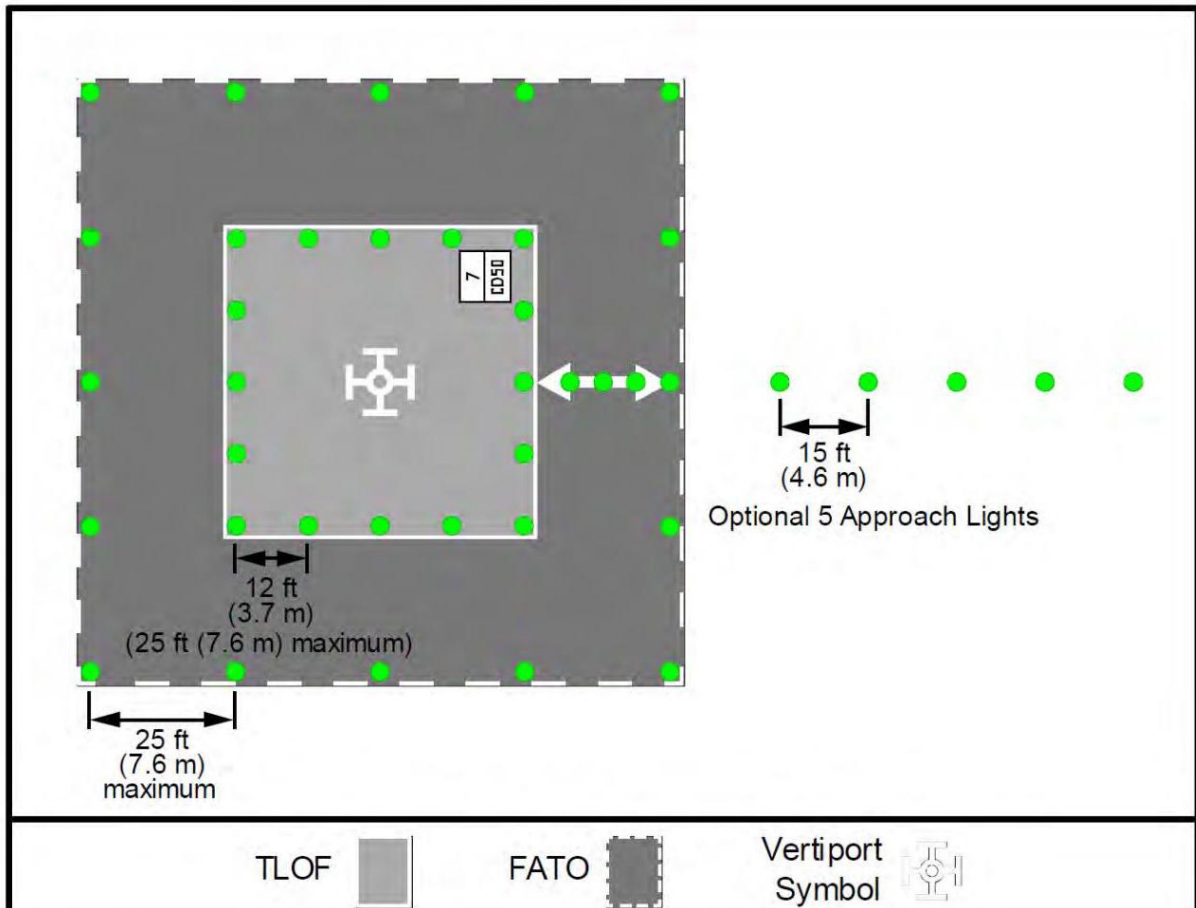 7
CD50
15 ft
(4.6 m)
Optional 5 Approach Lights
12 ft
(3.7 m)
(25 ft (7.6 m) maximum)
25 ft
(7.6 m)
maximum
TLOF
FATO
Vertiport
Symbol